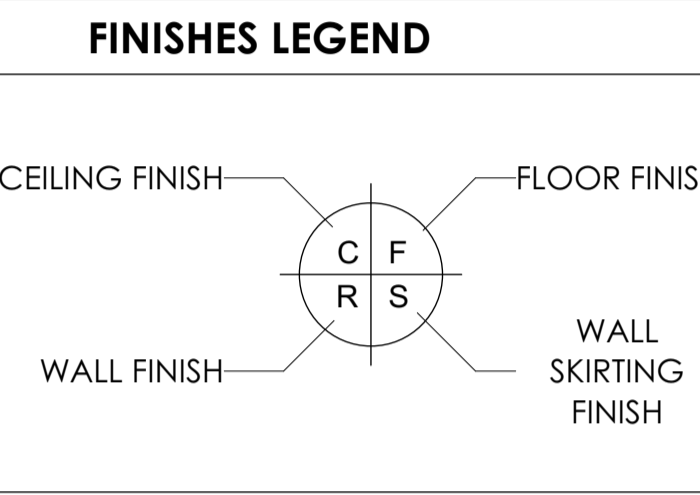 FINISHES LEGEND
CEILING FINISH
FLOOR FINIS
C F
R S
WALL FINISH
WALL
SKIRTING
FINISH